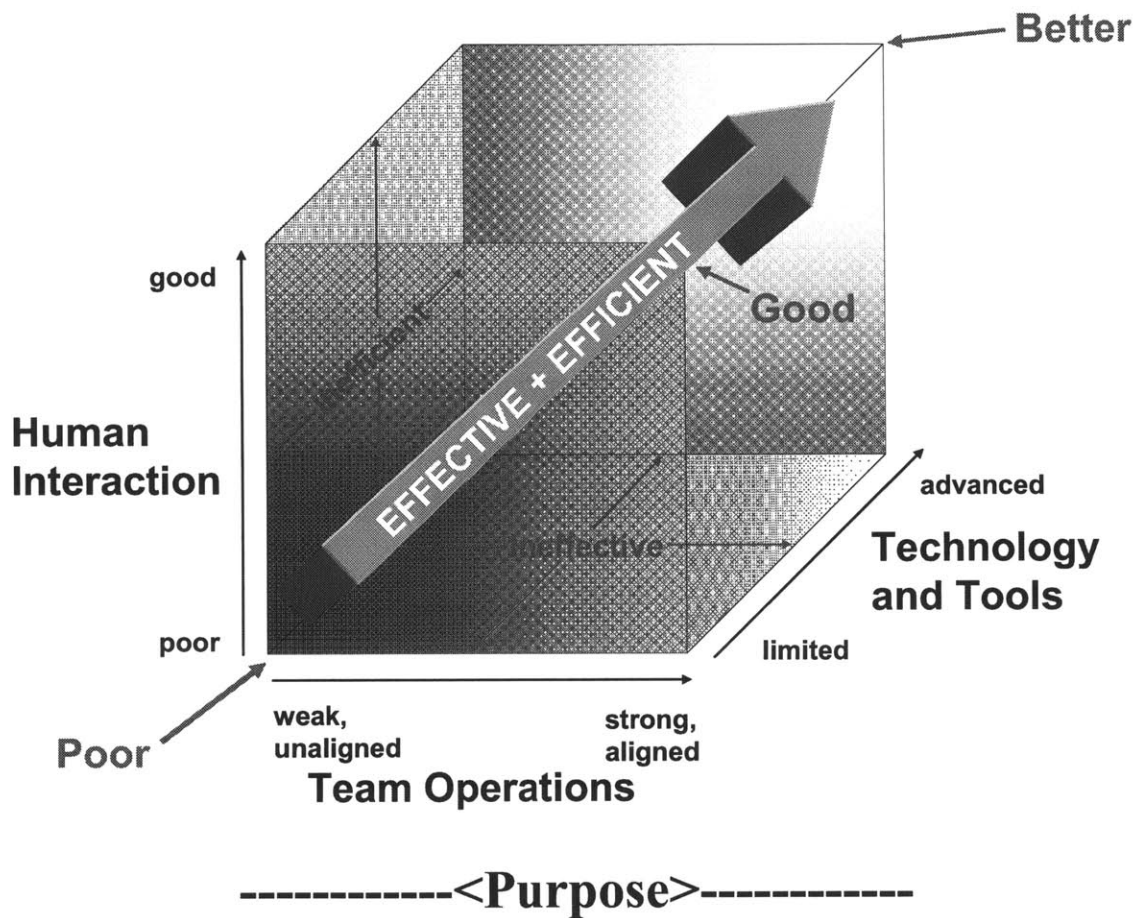 Better
good
Inefficient
EFFECTIVE + EFFICIENT
Good
Human
Interaction
Ineffective
advanced
Technology
and Tools
poor
limited
Poor
weak,
unaligned
strong,
aligned
Team Operations
------------<Purpose>------------